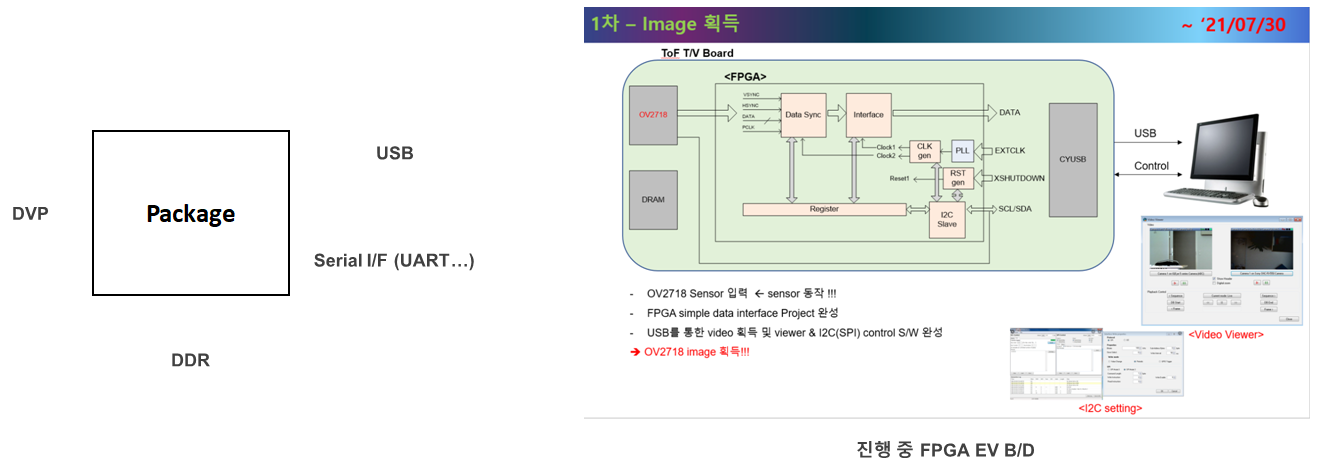 USB
DVP
Package
Serial I/F (UART…)
DDR
1차 – Image 획득
~ ‘21/07/30
ToF T/V Board
<FPGA>
OV2718
VSYNC
HSYNC
DATA
PCLK
Data Sync
Interface
DATA
Clock1
Clock2
CLK gen
PLL
EXTCLK
Reset1
RST gen
XSHUTDOWN
DRAM
Register
I2C Slave
SCL/SDA
CYUSB
USB
Control
- OV2718 Sensor 입력 ← sensor 동작 !!!
- FPGA simple data interface Project 완성
- USB를 통한 video 획득 및 viewer & I2C(SPI) control S/W 완성
➔ OV2718 image 획득!!!
<Video Viewer>
<I2C setting>
진행 중 FPGA EV B/D